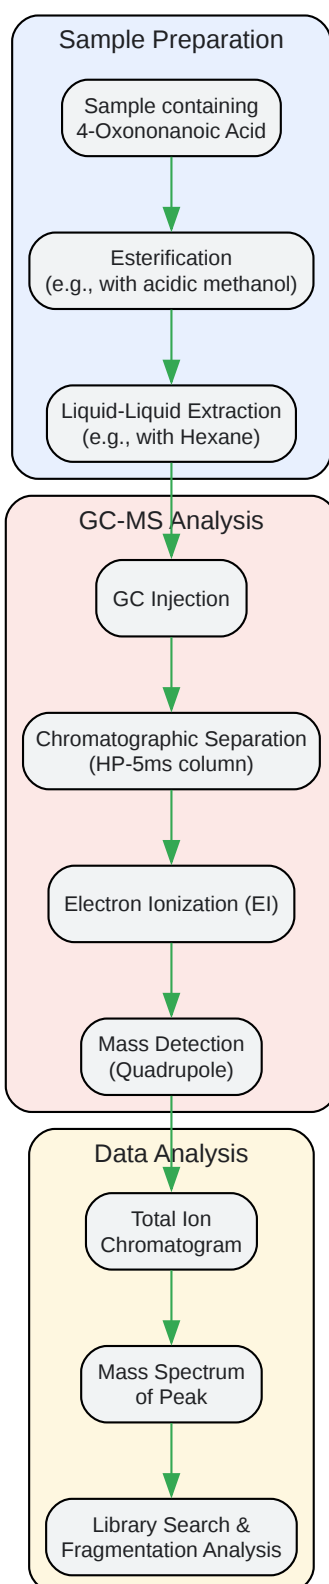 Sample Preparation
Sample containing
4-Oxononanoic Acid
Esterification
(e.g., with acidic methanol)
Liquid-Liquid Extraction
(e.g., with Hexane)
GC-MS Analysis
GC Injection
Chromatographic Separation
(HP-5ms column)
Electron Ionization (EI)
Mass Detection
(Quadrupole)
Data Analysis
Total Ion
Chromatogram
Mass Spectrum
of Peak
Library Search &
Fragmentation Analysis